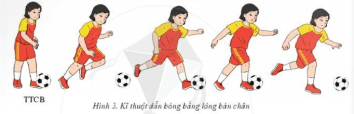 TTCB
Hình 3. Kĩ thuật dẫn bóng bằng lòng bàn chân